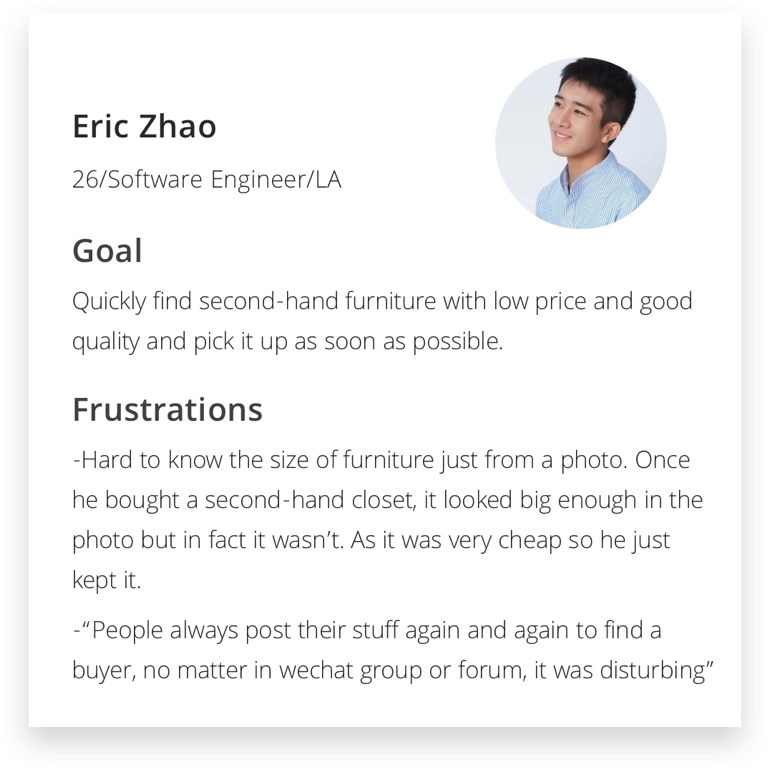 Eric Zhao
26/Software Engineer/LA
Goal
Quickly find second-hand furniture with low price and good
quality and pick it up as soon as possible.
Frustrations
-Hard to know the size of furniture just from a photo. Once
he bought a second-hand closet, it looked big enough in the
photo but in fact it wasn’t. As it was very cheap so he just
kept it.
-“People always post their stuff again and again to find a
buyer, no matter in wechat group or forum, it was disturbing”